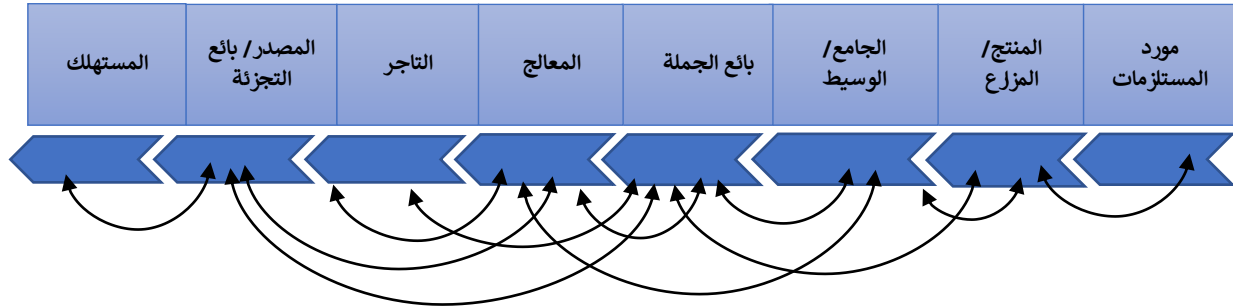 مورد
المستلزمات
المنتج/
المزارع
الجامع/
الوسيط
بائع الجملة
المعالج
التاجر
المصدر/ بائع
التجزئة
المستهلك